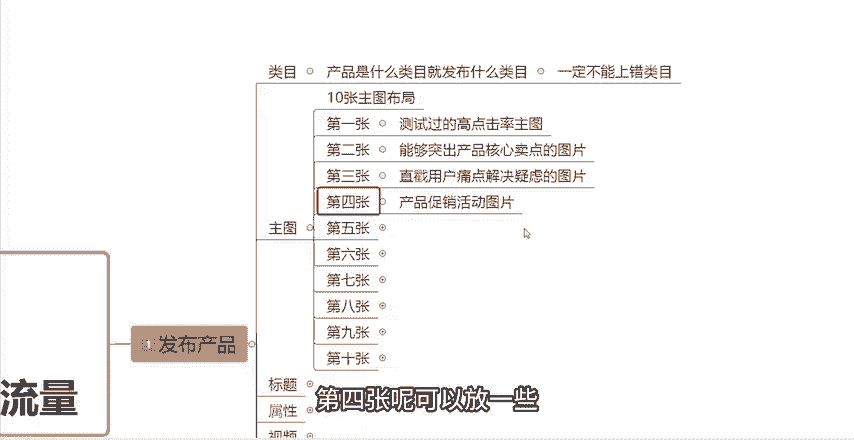 类目 产品是什么类目就发布什么类目 一定不能上错类目
10张主图布局
第一张 测试过的高点击率主图
第二张 能够突出产品核心卖点的图片
第三张 直戳用户痛点解决疑虑的图片
第四张 产品促销活动图片
主图 第五张
第六张
第七张
第八张
第九张
第十张
1 发布产品
流量
标题
属性
视频
第四张呢可以放一些